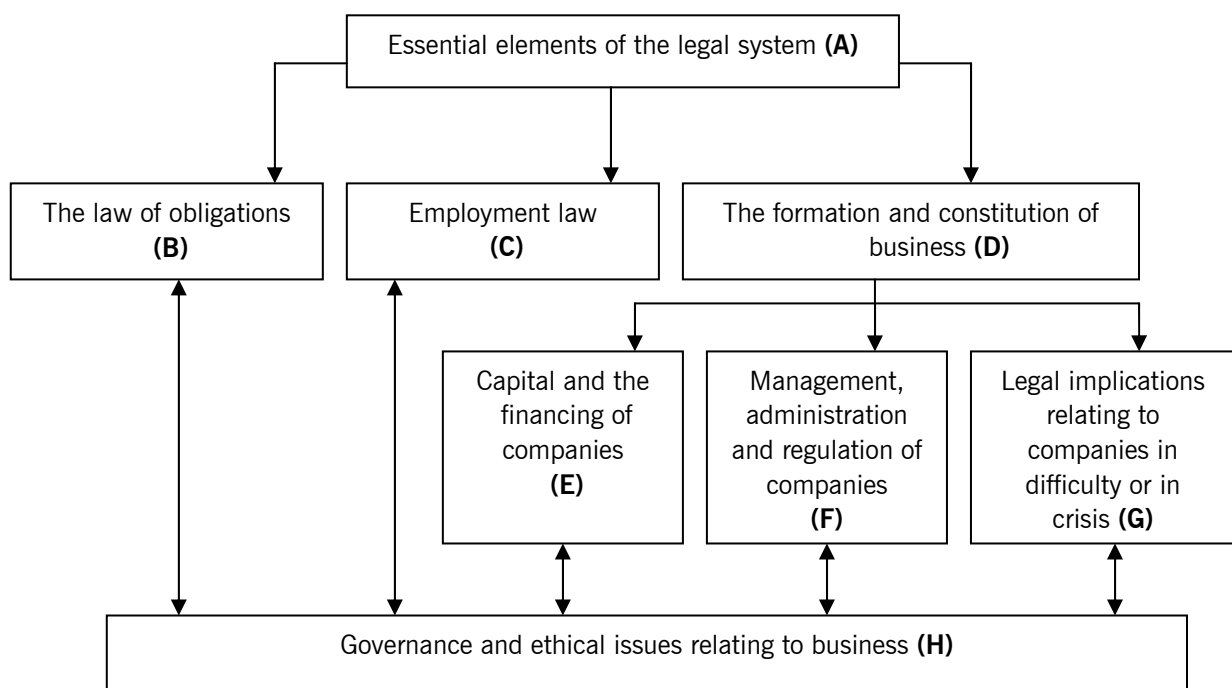 Essential elements of the legal system (A)
The law of obligations
(B)
Employment law
(C)
The formation and constitution of
business (D)
Capital and the
financing of
companies
(E)
Management,
administration
and regulation of
companies
(F)
Legal implications
relating to
companies in
difficulty or in
crisis (G)
Governance and ethical issues relating to business (H)